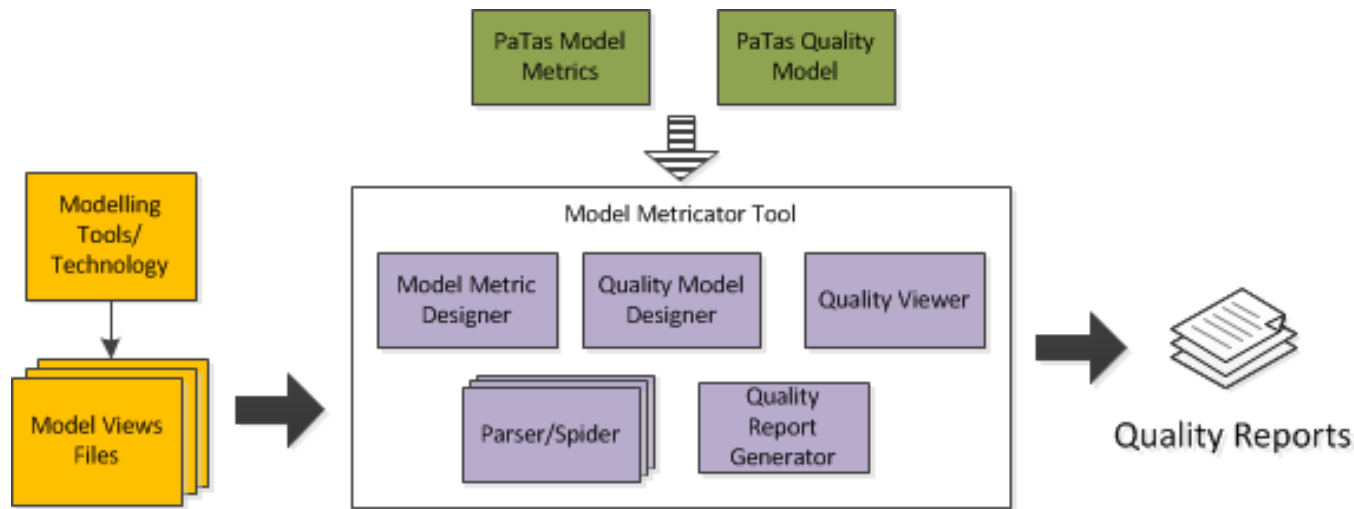 PaTas Model
Metrics
PaTas Quality
Model
Modelling
Tools/
Technology
Model Views
Files
Model Metricator Tool
Model Metric
Designer
Quality Model
Designer
Quality Viewer
Parser/Spider
Quality
Report
Generator
Quality Reports